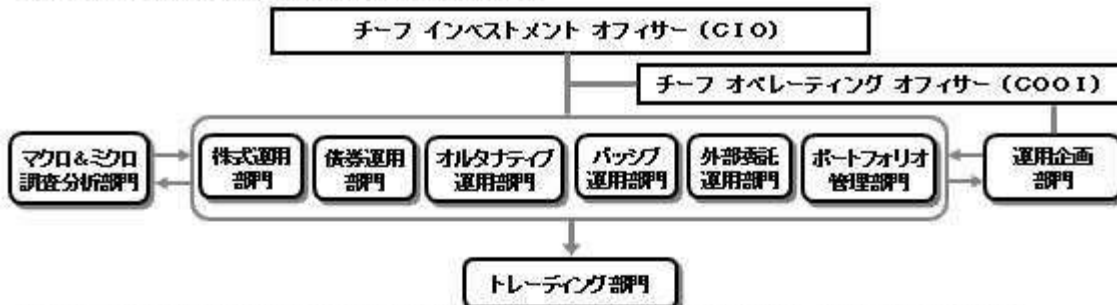 チーフ インベストメント オフィサー (CIO)
チーフ オペレーティング オフィサー (COOI)
マクロ&ミクロ
調査分析部門
株式運用
部門
債券運用
部門
オルタナティブ
運用部門
パッシブ
運用部門
外部委託
運用部門
ポートフォリオ
管理部門
運用企画
部門
トレーディング部門